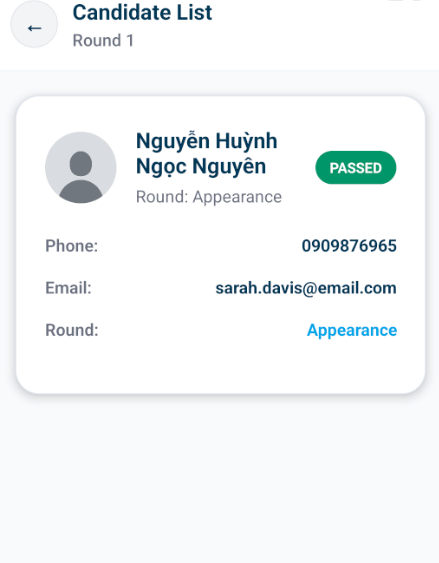 ←
Candidate List
Round 1
Nguyễn Huỳnh
Ngọc Nguyên
PASSED
Round: Appearance
Phone: 0909876965
Email: sarah.davis@email.com
Round: Appearance